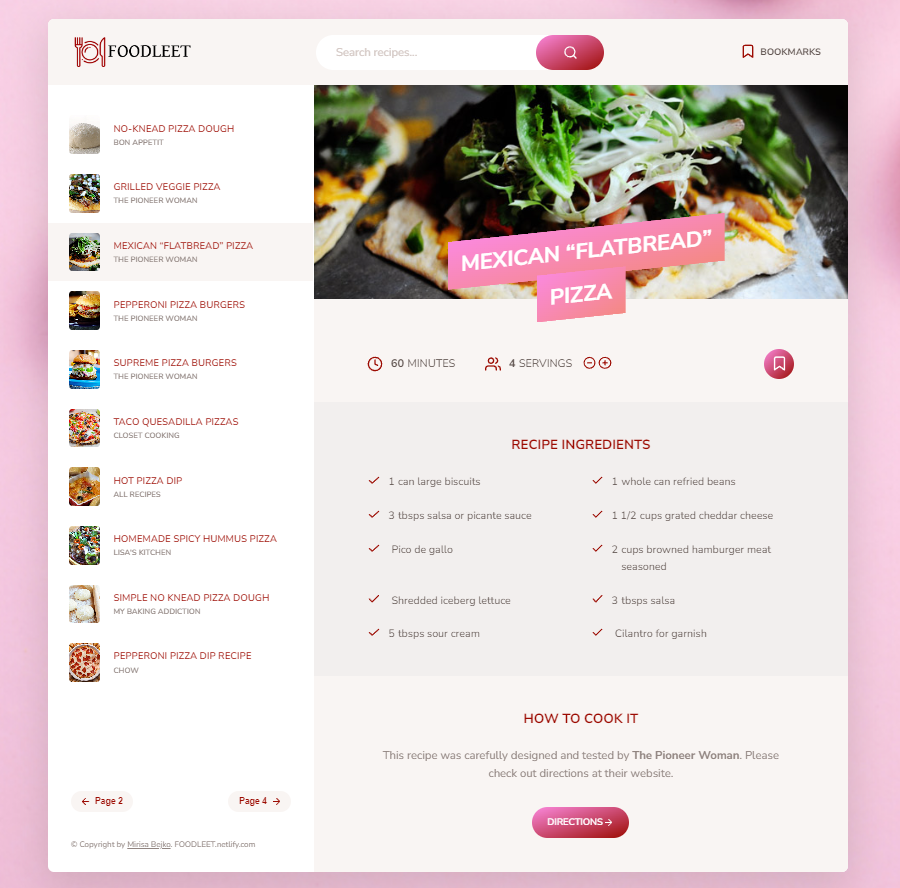 FOODLEET
Search recipes...
BOOKMARKS
NO-KNEAD PIZZA DOUGH
BON APPETIT
GRILLED VEGGIE PIZZA
THE PIONEER WOMAN
MEXICAN “FLATBREAD” PIZZA
THE PIONEER WOMAN
PEPPERONI PIZZA BURGERS
THE PIONEER WOMAN
SUPREME PIZZA BURGERS
THE PIONEER WOMAN
TACO QUESADILLA PIZZAS
CLOSET COOKING
HOT PIZZA DIP
ALL RECIPES
HOMEMADE SPICY HUMMUS PIZZA
LISA'S KITCHEN
SIMPLE NO KNEAD PIZZA DOUGH
MY BAKING ADDICTION
PEPPERONI PIZZA DIP RECIPE
CHOW
Page 2
Page 4
© Copyright by Mirisa Bejko. FOODLEET.netlify.com
MEXICAN “FLATBREAD”
PIZZA
60 MINUTES
4 SERVINGS
RECIPE INGREDIENTS
1 can large biscuits
1 whole can refried beans
3 tbsps salsa or picante sauce
1 1/2 cups grated cheddar cheese
Pico de gallo
2 cups browned hamburger meat
seasoned
Shredded iceberg lettuce
3 tbsps salsa
5 tbsps sour cream
Cilantro for garnish
HOW TO COOK IT
This recipe was carefully designed and tested by The Pioneer Woman. Please
check out directions at their website.
DIRECTIONS